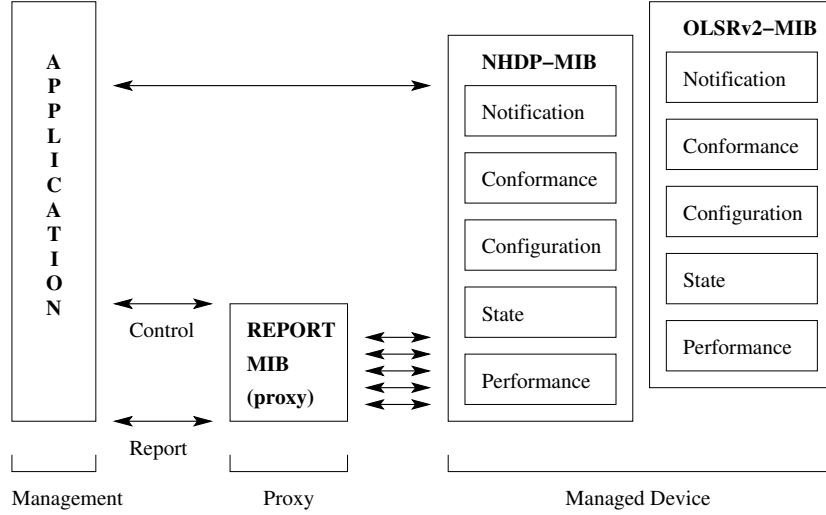 APPLICATION
Control
Report
REPORT
MIB
(proxy)
NHDP−MIB
Notification
Conformance
Configuration
State
Performance
OLSRv2−MIB
Notification
Conformance
Configuration
State
Performance
Management
Proxy
Managed Device